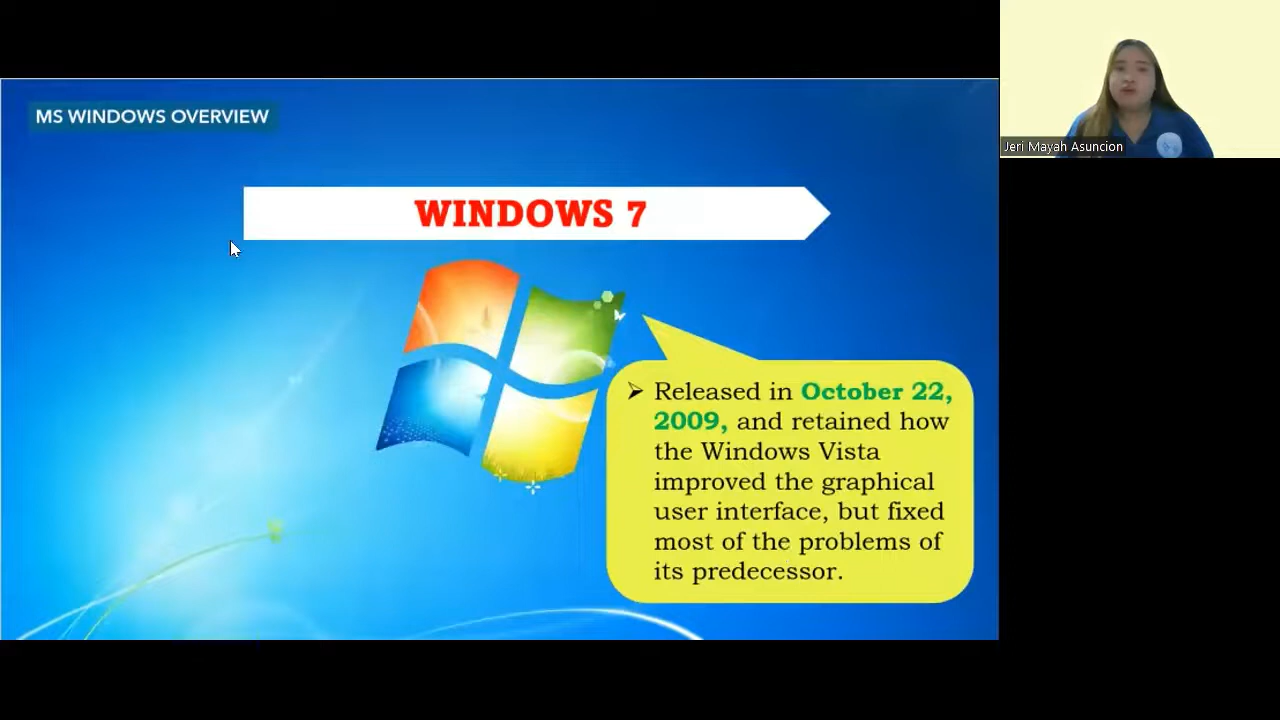 MS WINDOWS OVERVIEW
WINDOWS 7
➢ Released in October 22,
2009, and retained how
the Windows Vista
improved the graphical
user interface, but fixed
most of the problems of
its predecessor.
Jeri Mayah Asuncion